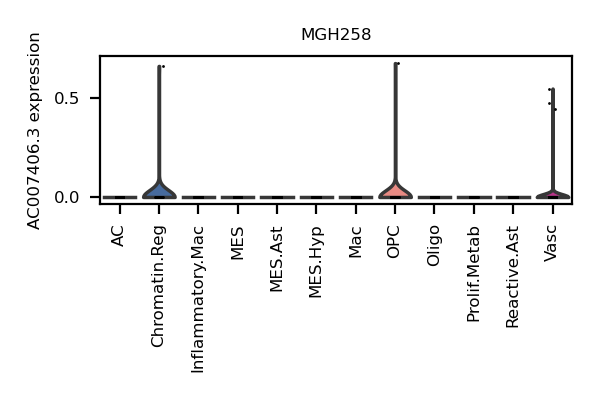 MGH258
AC007406.3 expression
0.5
0.0
AC
Chromatin.Reg
Inflammatory.Mac
MES
MES.Ast
MES.Hyp
Mac
OPC
Oligo
Prolif.Metab
Reactive.Ast
Vasc